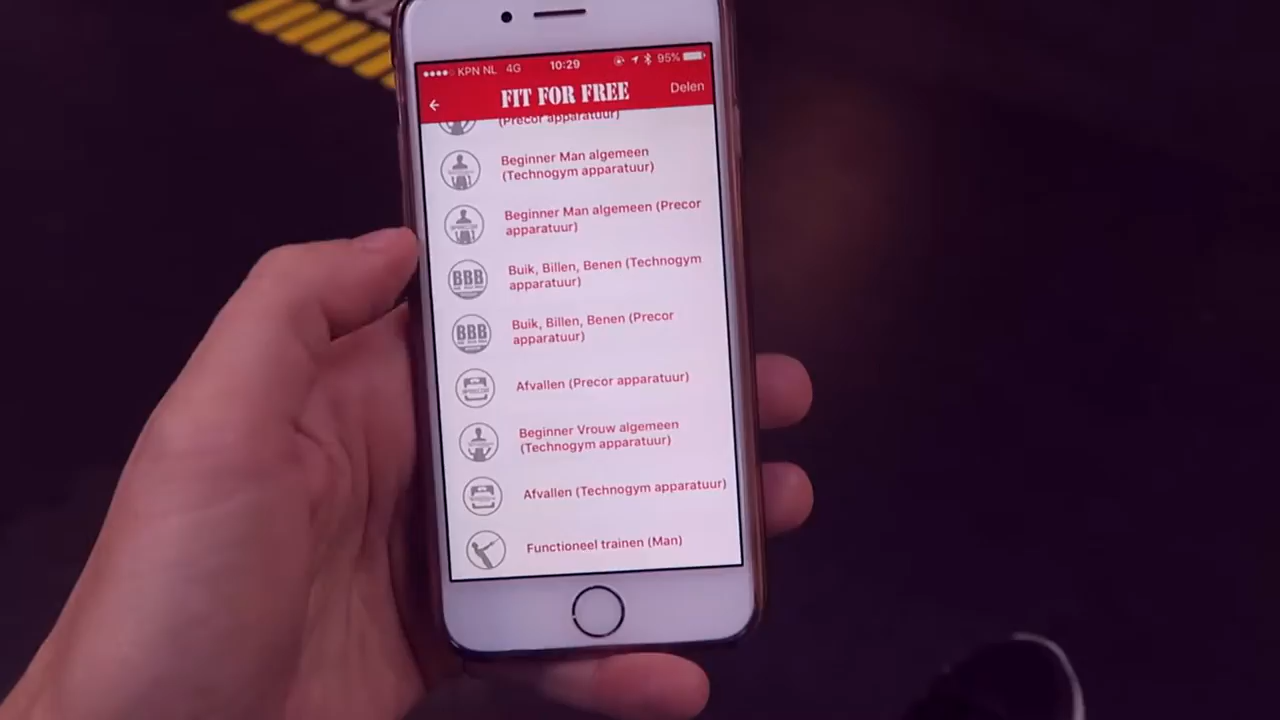 KPN NL 4G 10:29 95%
FIT FOR FREE
Delen
(Precor apparatuur)
Beginner Man algemeen
(Technogym apparatuur)
Beginner Man algemeen (Precor
apparatuur)
BBB
Buik, Billen, Benen (Technogym
apparatuur)
BBB
Buik, Billen, Benen (Precor
apparatuur)
Afvallen (Precor apparatuur)
Beginner Vrouw algemeen
(Technogym apparatuur)
Afvallen (Technogym apparatuur)
Functioneel trainen (Man)